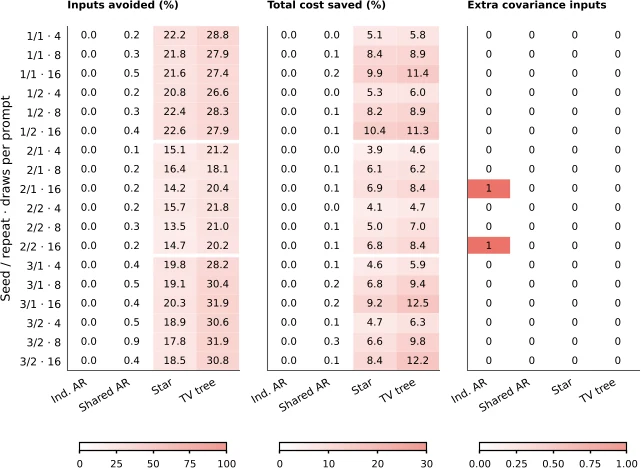 Inputs avoided (%) Total cost saved (%) Extra covariance inputs
Seed / repeat · draws per prompt
1/1 · 4 0.0 0.2 22.2 28.8 0.0 0.0 5.1 5.8 0 0 0 0
1/1 · 8 0.0 0.3 21.8 27.9 0.0 0.1 8.4 8.9 0 0 0 0
1/1 · 16 0.0 0.5 21.6 27.4 0.0 0.2 9.9 11.4 0 0 0 0
1/2 · 4 0.0 0.2 20.8 26.6 0.0 0.0 5.3 6.0 0 0 0 0
1/2 · 8 0.0 0.3 22.4 28.3 0.0 0.1 8.2 8.9 0 0 0 0
1/2 · 16 0.0 0.4 22.6 27.9 0.0 0.1 10.4 11.3 0 0 0 0
2/1 · 4 0.0 0.1 15.1 21.2 0.0 0.0 3.9 4.6 0 0 0 0
2/1 · 8 0.0 0.2 16.4 18.1 0.0 0.1 6.1 6.2 0 0 0 0
2/1 · 16 0.0 0.2 14.2 20.4 0.0 0.1 6.9 8.4 1 0 0 0
2/2 · 4 0.0 0.2 15.7 21.8 0.0 0.0 4.1 4.7 0 0 0 0
2/2 · 8 0.0 0.3 13.5 21.0 0.0 0.1 5.0 7.0 0 0 0 0
2/2 · 16 0.0 0.2 14.7 20.2 0.0 0.1 6.8 8.4 1 0 0 0
3/1 · 4 0.0 0.4 19.8 28.2 0.0 0.1 4.6 5.9 0 0 0 0
3/1 · 8 0.0 0.5 19.1 30.4 0.0 0.2 6.8 9.4 0 0 0 0
3/1 · 16 0.0 0.4 20.3 31.9 0.0 0.2 9.2 12.5 0 0 0 0
3/2 · 4 0.0 0.5 18.9 30.6 0.0 0.1 4.7 6.3 0 0 0 0
3/2 · 8 0.0 0.9 17.8 31.9 0.0 0.3 6.6 9.8 0 0 0 0
3/2 · 16 0.0 0.4 18.5 30.8 0.0 0.1 8.4 12.2 0 0 0 0
Ind. AR Shared AR Star TV tree Ind. AR Shared AR Star TV tree Ind. AR Shared AR Star TV tree
0 25 50 75 100 0 10 20 30 0.00 0.25 0.50 0.75 1.00